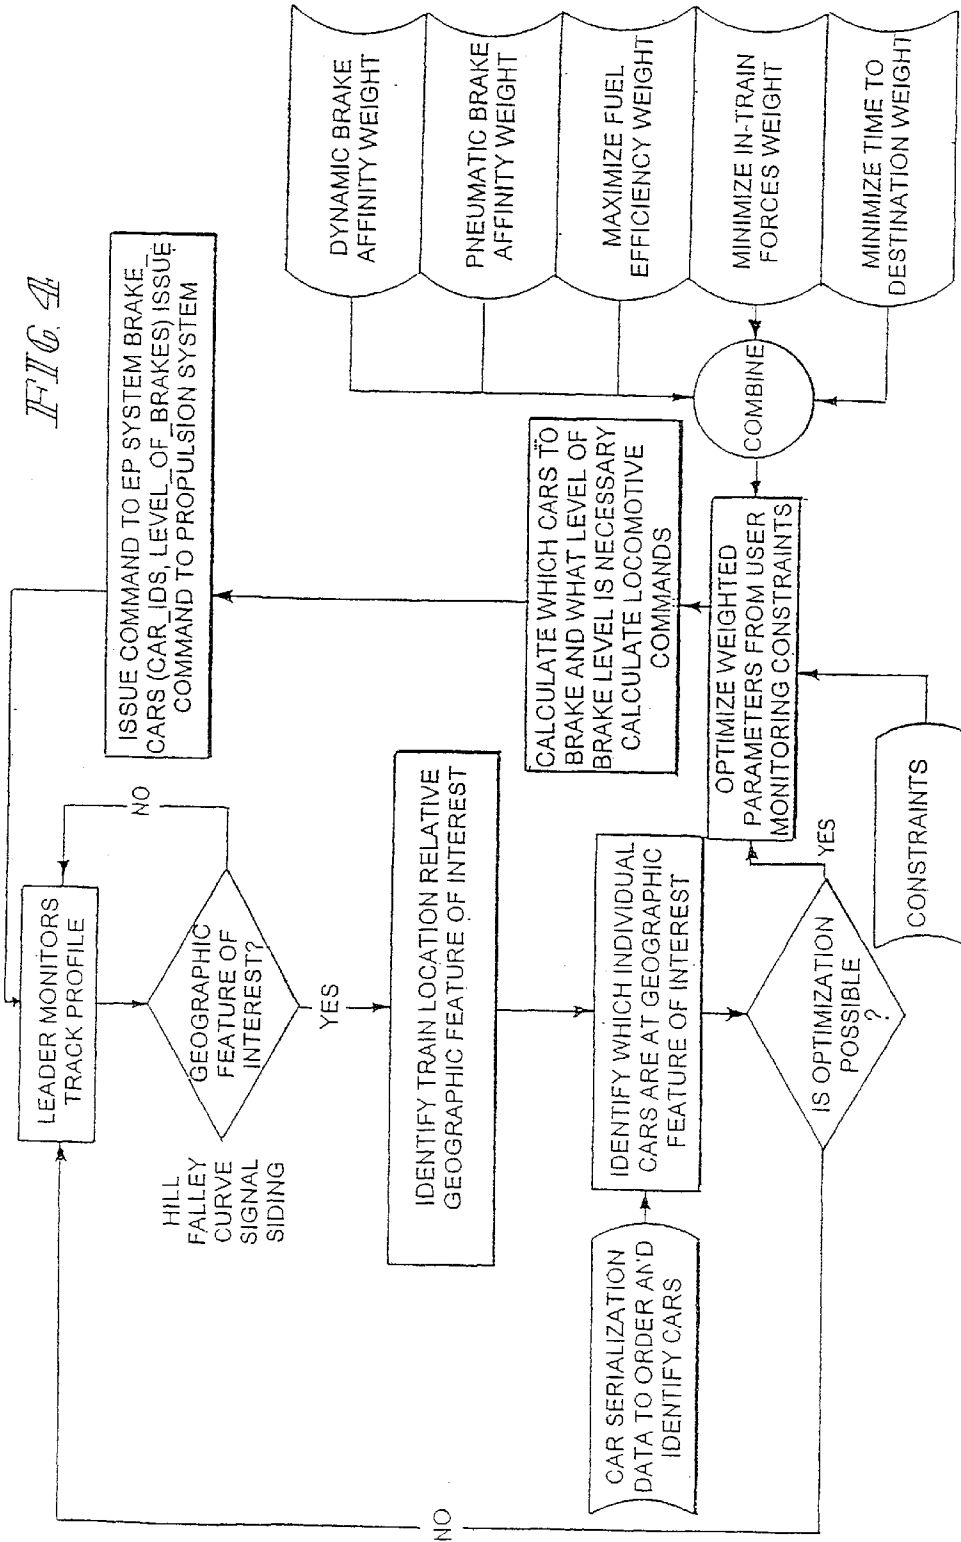 FIG. 4
LEADER MONITORS
TRACK PROFILE
NO
GEOGRAPHIC
FEATURE OF
INTEREST?
HILL
FALLEY
CURVE
SIGNAL
SIDING
YES
IDENTIFY TRAIN LOCATION RELATIVE
GEOGRAPHIC FEATURE OF INTEREST
CAR SERIALIZATION
DATA TO ORDER AND
IDENTIFY CARS
IDENTIFY WHICH INDIVIDUAL
CARS ARE AT GEOGRAPHIC
FEATURE OF INTEREST
IS OPTIMIZATION
POSSIBLE
?
NO
YES
CONSTRAINTS
OPTIMIZE WEIGHTED
PARAMETERS FROM USER
MONITORING CONSTRAINTS
CALCULATE WHICH CARS TO
BRAKE AND WHAT LEVEL OF
BRAKE LEVEL IS NECESSARY
CALCULATE LOCOMOTIVE
COMMANDS
ISSUE COMMAND TO EP SYSTEM BRAKE_
CARS (CAR_IDS, LEVEL_OF_BRAKES) ISSUE
COMMAND TO PROPULSION SYSTEM
COMBINE
DYNAMIC BRAKE
AFFINITY WEIGHT
PNEUMATIC BRAKE
AFFINITY WEIGHT
MAXIMIZE FUEL
EFFICIENCY WEIGHT
MINIMIZE IN-TRAIN
FORCES WEIGHT
MINIMIZE TIME TO
DESTINATION WEIGHT